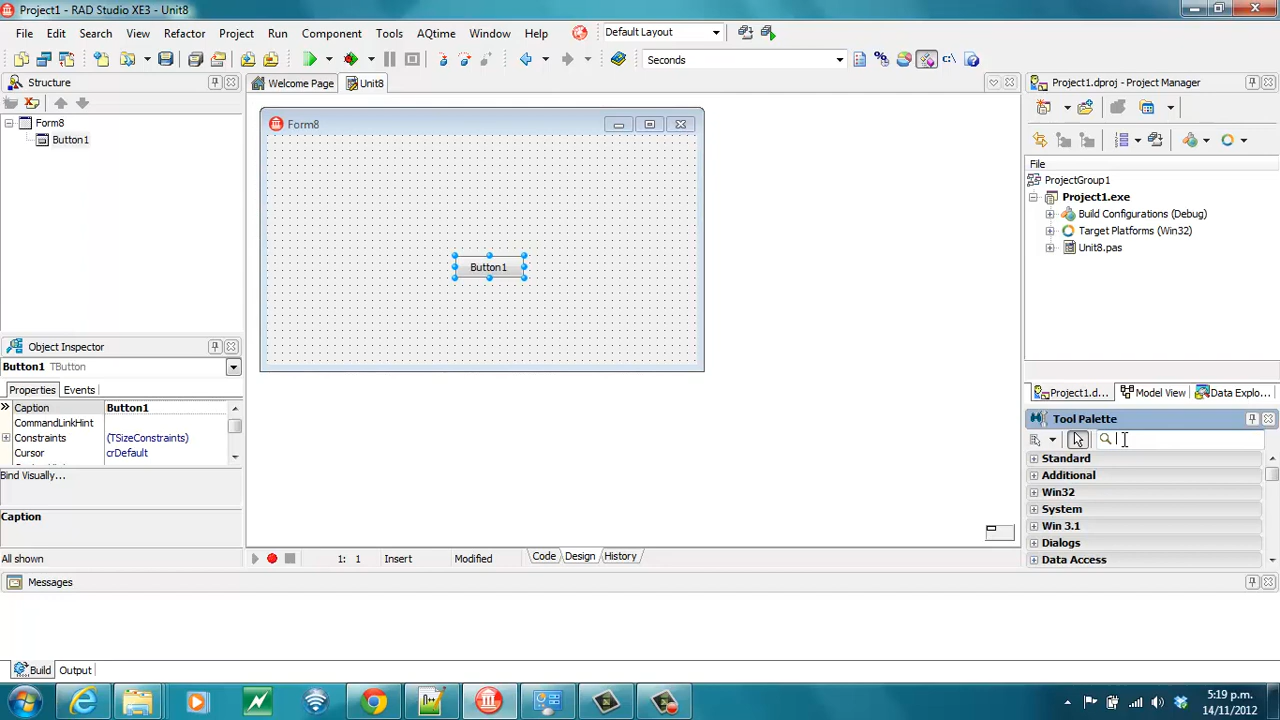 Project1 - RAD Studio XE3 - Unit8
File Edit Search View Refactor Project Run Component Tools AQtime Window Help
Default Layout
Seconds
Structure
Form8
Button1
Welcome Page
Unit8
Form8
Button1
Object Inspector
Button1 TButton
Properties Events
Caption Button1
CommandLinkHint
Constraints (TSizeConstraints)
Cursor crDefault
Bind Visually...
Caption
All shown
1: 1 Insert Modified
Code Design History
Project1.dproj - Project Manager
File
ProjectGroup1
Project1.exe
Build Configurations (Debug)
Target Platforms (Win32)
Unit8.pas
Project1.d... Model View Data Explo...
Tool Palette
Standard
Additional
Win32
System
Win 3.1
Dialogs
Data Access
Messages
Build Output
5:19 p.m.
14/11/2012